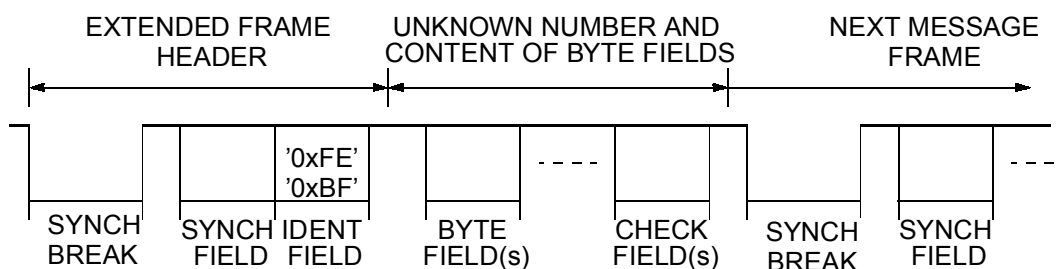 EXTENDED FRAME
HEADER
UNKNOWN NUMBER AND
CONTENT OF BYTE FIELDS
NEXT MESSAGE
FRAME
'0xFE'
'0xBF'
SYNCH
BREAK
SYNCH
FIELD
IDENT
FIELD
BYTE
FIELD(s)
CHECK
FIELD(s)
SYNCH
BREAK
SYNCH
FIELD